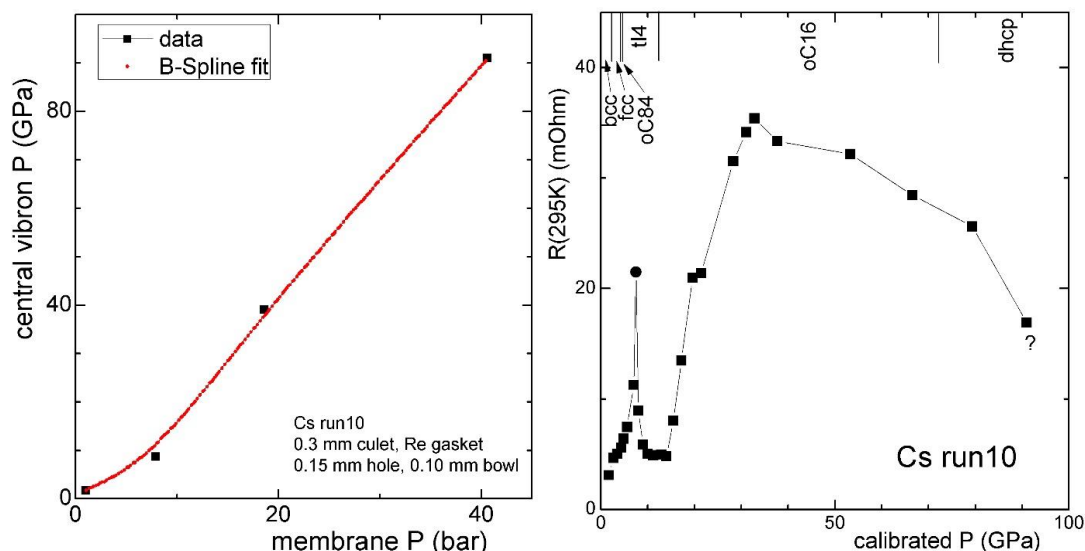 data
B-Spline fit
central vibron P (GPa)
80
40
0
Cs run10
0.3 mm culet, Re gasket
0.15 mm hole, 0.10 mm bowl
0
20
40
membrane P (bar)
R(295K) (mOhm)
40
20
0
bcc
fcc
oC84
tI4
oC16
dhcp
?
Cs run10
0
50
100
calibrated P (GPa)